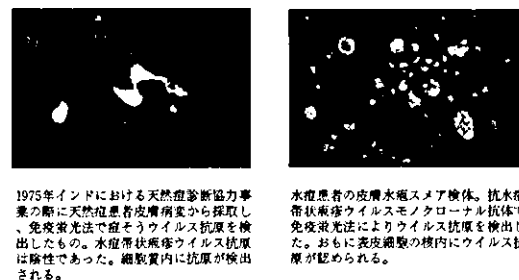 1975年インドにおける天然痘診断協力事
業の際に天然痘患者皮膚病変から採取し
、免疫蛍光法で痘そうウイルス抗原を検
出したもの。水痘帯状疱疹ウイルス抗原
は陰性であった。細胞質内に抗原が検出
される。
水痘患者の皮膚水疱スメア検体。抗水痘
帯状疱疹ウイルスモノクローナル抗体で
免疫蛍光法によりウイルス抗原を検出し
た。おもに表皮細胞の核内にウイルス抗
原が認められる。